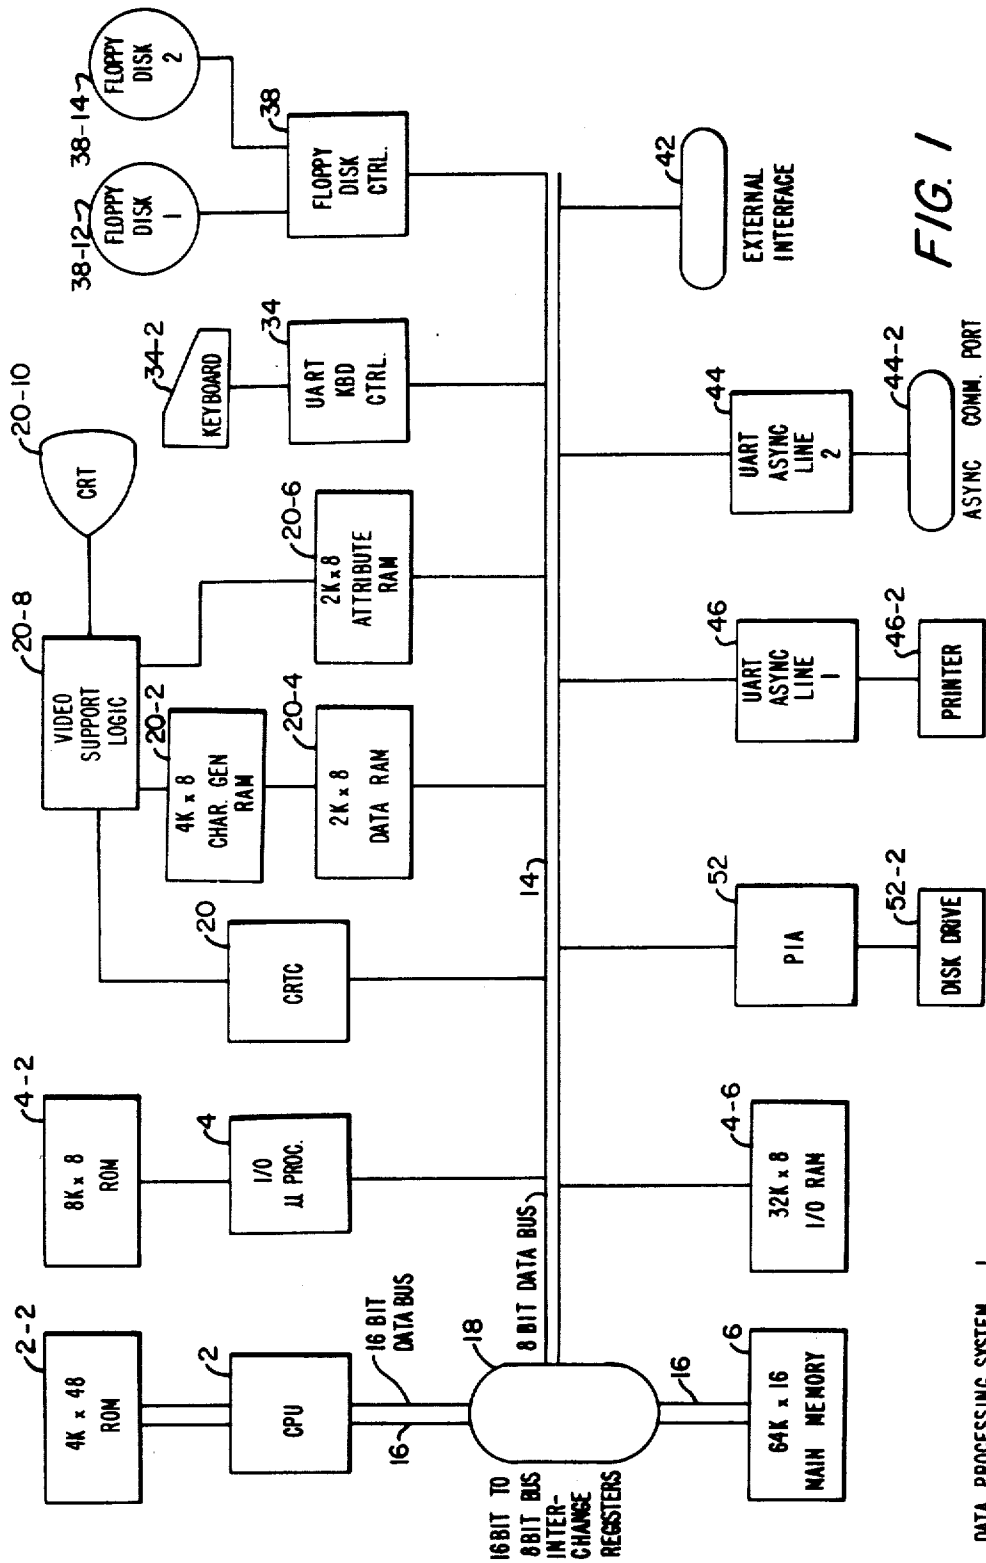 2-2
4K x 48
ROM
2
CPU
16 BIT
DATA BUS
16
18
16 BIT TO
8 BIT BUS
INTER-
CHANGE
REGISTERS
16
6
64K x 16
MAIN MEMORY
DATA PROCESSING SYSTEM 1
4-2
8K x 8
ROM
4
I/O
μ PROC.
8 BIT DATA BUS
14
4-6
32K x 8
I/O RAM
20
CRTC
20-8
VIDEO
SUPPORT
LOGIC
20-10
CRT
20-2
4K x 8
CHAR. GEN
RAM
20-4
2K x 8
DATA RAM
20-6
2K x 8
ATTRIBUTE
RAM
52
PIA
52-2
DISK DRIVE
34-2
KEYBOARD
34
UART
KBD
CTRL.
46
UART
ASYNC
LINE
1
46-2
PRINTER
44
UART
ASYNC
LINE
2
44-2
ASYNC COMM. PORT
38-12
FLOPPY
DISK
1
38-14
FLOPPY
DISK
2
38
FLOPPY
DISK
CTRL.
42
EXTERNAL
INTERFACE
FIG. 1